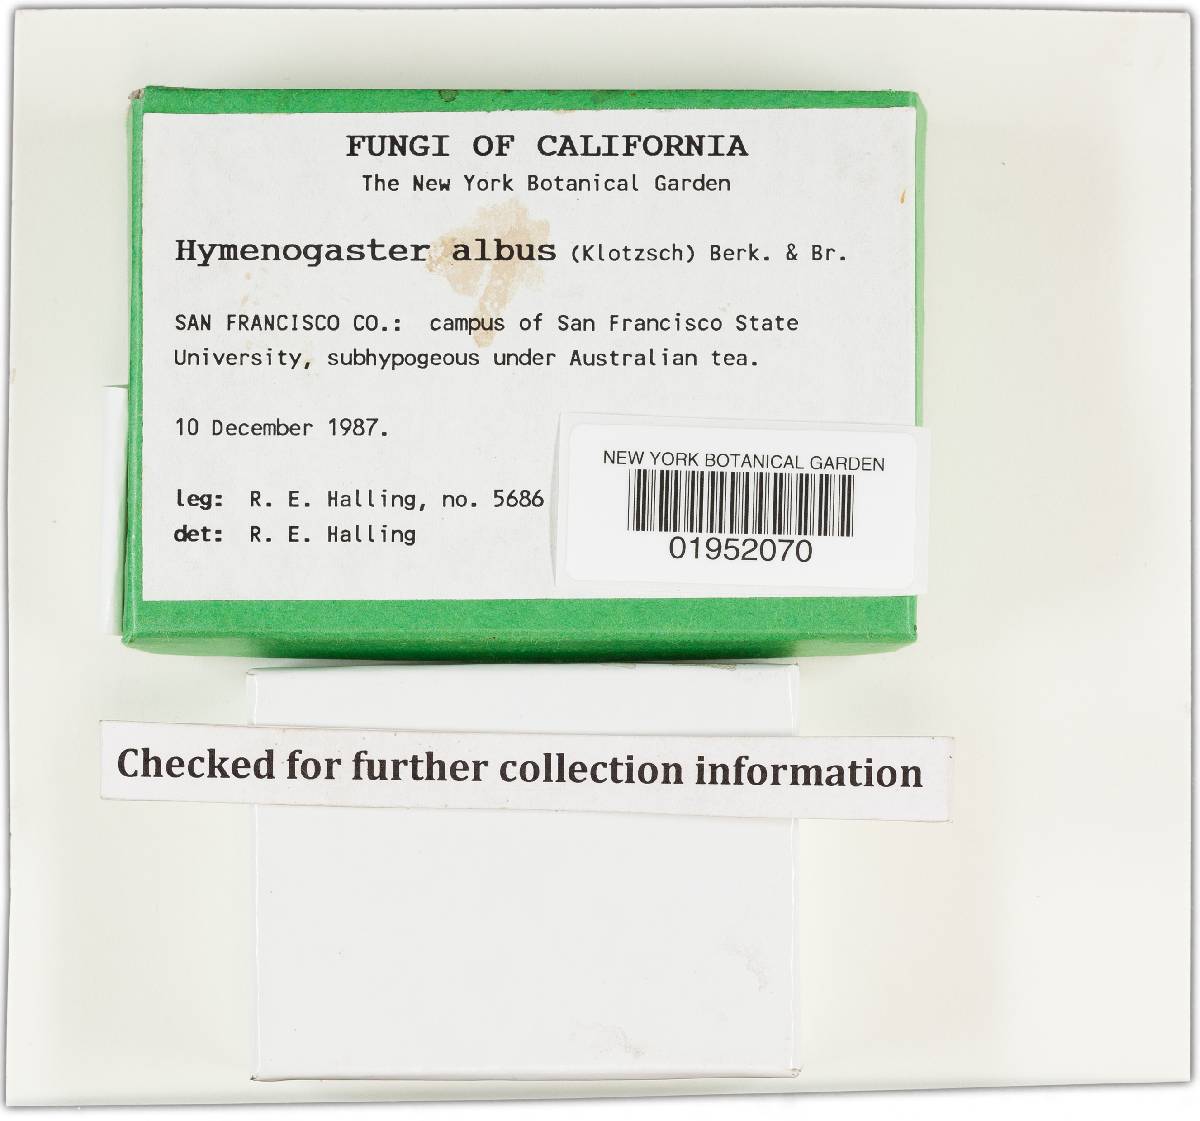 FUNGI OF CALIFORNIA
The New York Botanical Garden
Hymenogaster albus (Klotzsch) Berk. & Br.
SAN FRANCISCO CO.: campus of San Francisco State
University, subhypogeous under Australian tea.
10 December 1987.
leg: R. E. Halling, no. 5686
det: R. E. Halling
NEW YORK BOTANICAL GARDEN
01952070
Checked for further collection information